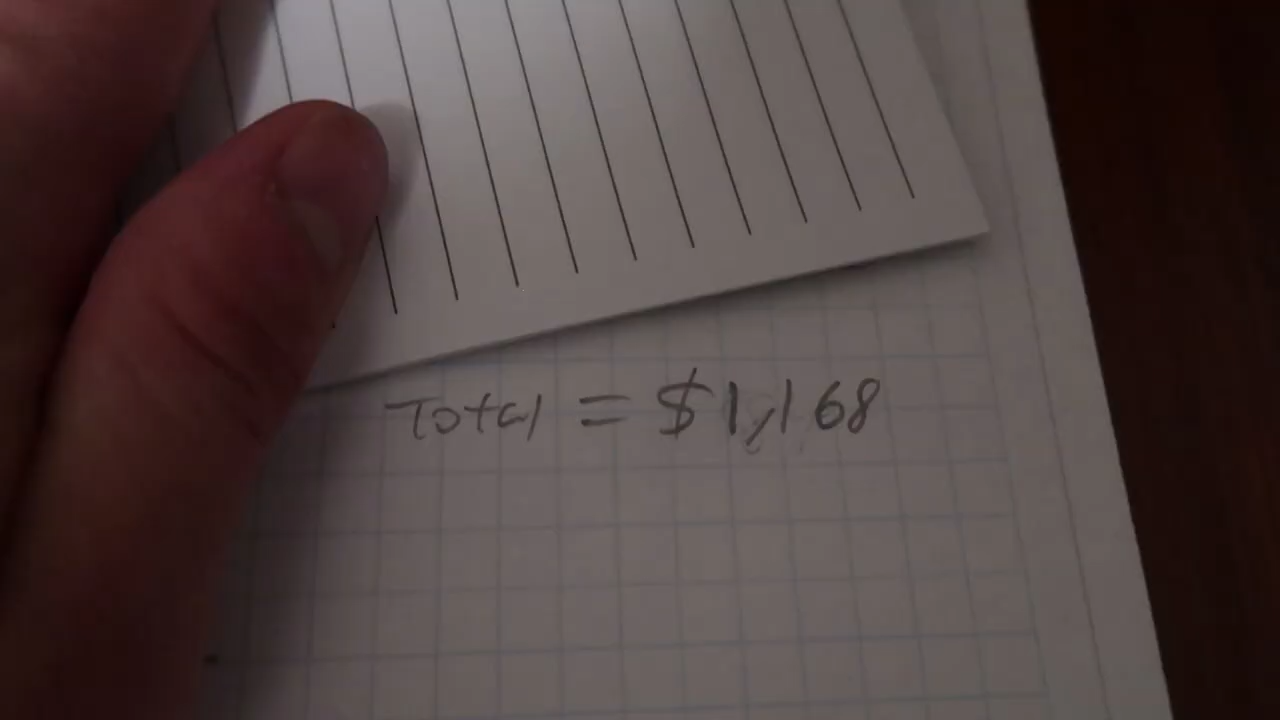 Total = $1,168